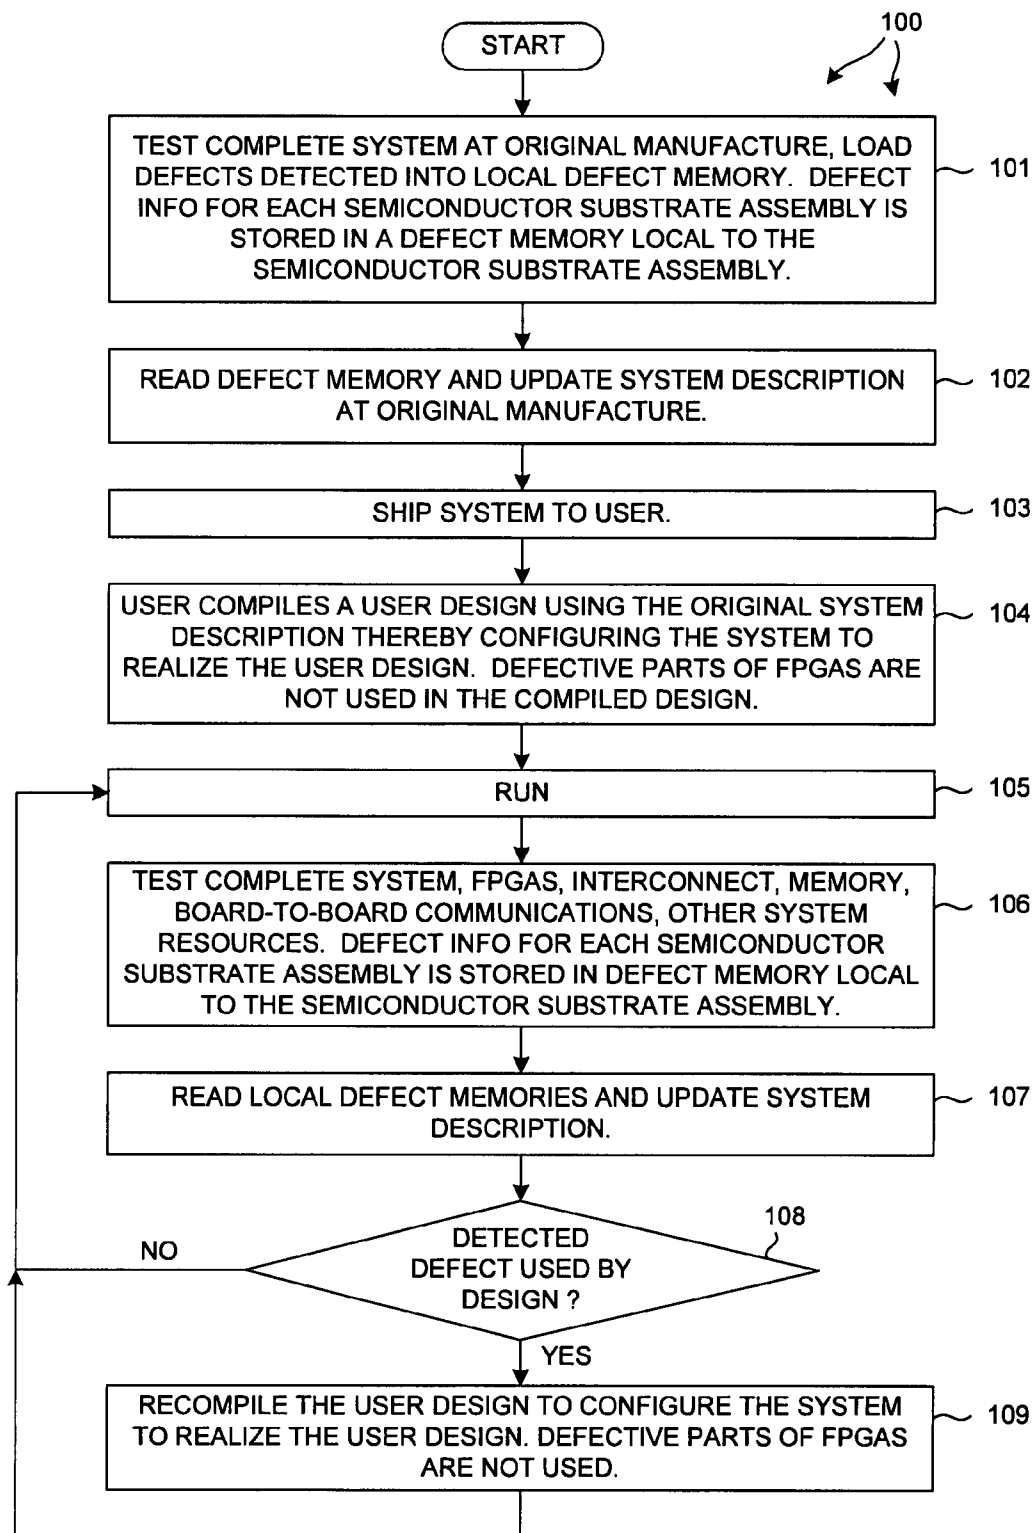 100
START
TEST COMPLETE SYSTEM AT ORIGINAL MANUFACTURE, LOAD
DEFECTS DETECTED INTO LOCAL DEFECT MEMORY. DEFECT
INFO FOR EACH SEMICONDUCTOR SUBSTRATE ASSEMBLY IS
STORED IN A DEFECT MEMORY LOCAL TO THE
SEMICONDUCTOR SUBSTRATE ASSEMBLY.
101
READ DEFECT MEMORY AND UPDATE SYSTEM DESCRIPTION
AT ORIGINAL MANUFACTURE.
102
SHIP SYSTEM TO USER.
103
USER COMPILES A USER DESIGN USING THE ORIGINAL SYSTEM
DESCRIPTION THEREBY CONFIGURING THE SYSTEM TO
REALIZE THE USER DESIGN. DEFECTIVE PARTS OF FPGAS ARE
NOT USED IN THE COMPILED DESIGN.
104
RUN
105
TEST COMPLETE SYSTEM, FPGAS, INTERCONNECT, MEMORY,
BOARD-TO-BOARD COMMUNICATIONS, OTHER SYSTEM
RESOURCES. DEFECT INFO FOR EACH SEMICONDUCTOR
SUBSTRATE ASSEMBLY IS STORED IN DEFECT MEMORY LOCAL
TO THE SEMICONDUCTOR SUBSTRATE ASSEMBLY.
106
READ LOCAL DEFECT MEMORIES AND UPDATE SYSTEM
DESCRIPTION.
107
108
NO
DETECTED
DEFECT USED BY
DESIGN ?
YES
RECOMPILE THE USER DESIGN TO CONFIGURE THE SYSTEM
TO REALIZE THE USER DESIGN. DEFECTIVE PARTS OF FPGAS
ARE NOT USED.
109